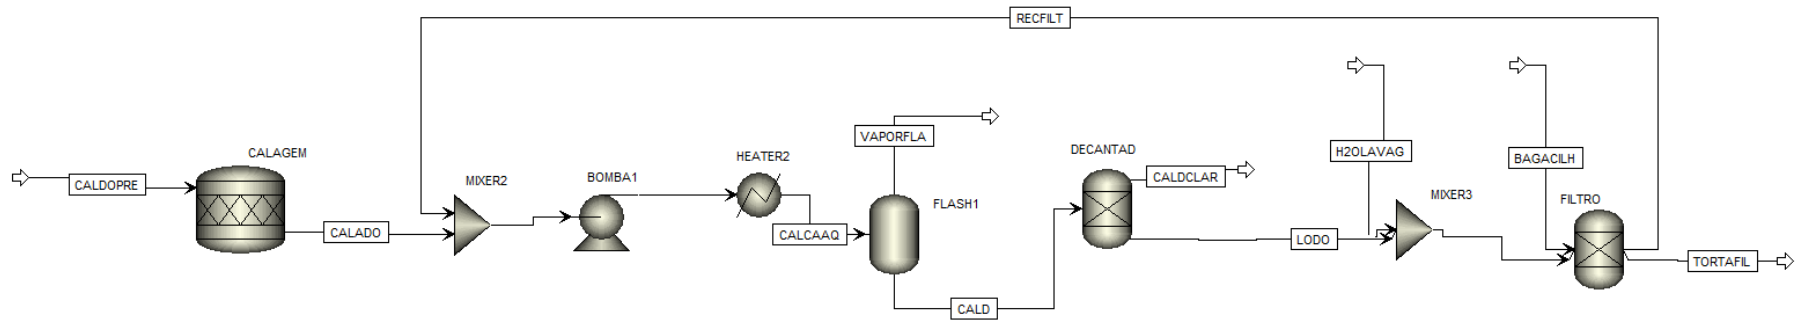 RECFILT
CALAGEM
CALDOPRE
CALADO
MIXER2
BOMBA1
HEATER2
CALCAAQ
VAPORFLA
FLASH1
CALD
DECANTAD
CALDCLAR
LODO
H2OLAVAG
MIXER3
BAGACILH
FILTRO
TORTAFIL